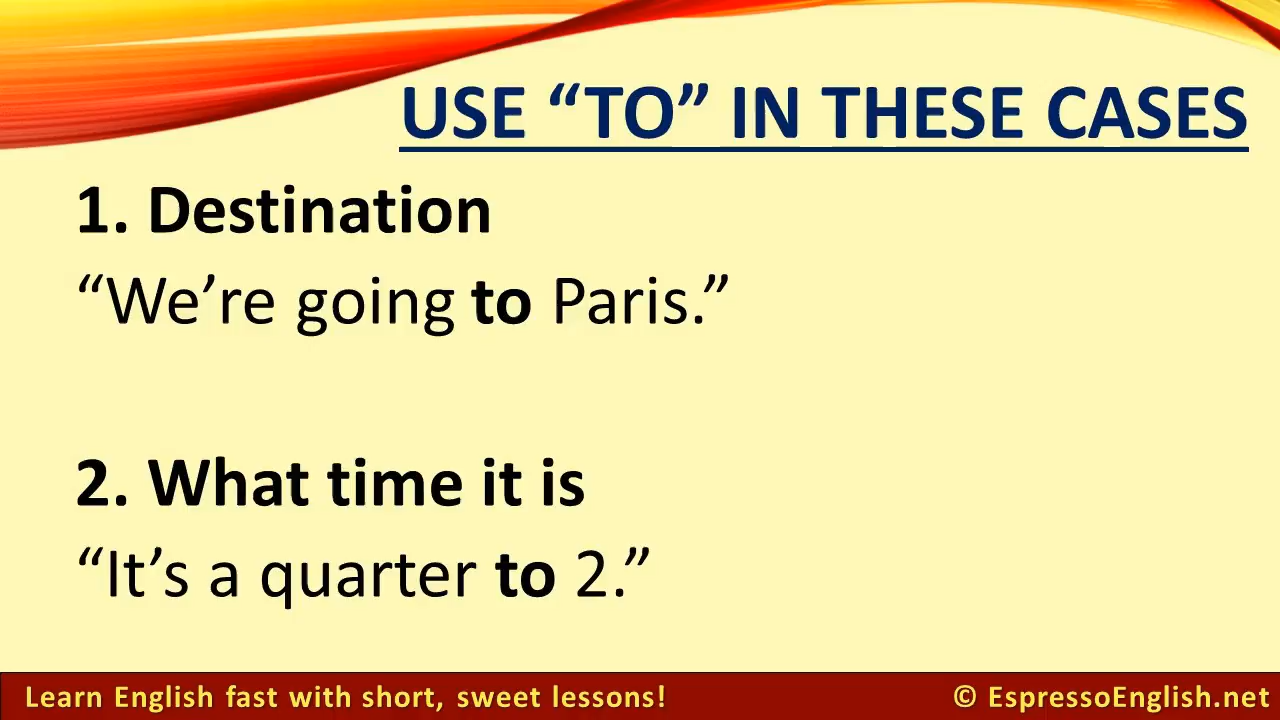 USE “TO” IN THESE CASES
1. Destination
“We’re going to Paris.”
2. What time it is
“It’s a quarter to 2.”
Learn English fast with short, sweet lessons!
© EspressoEnglish.net